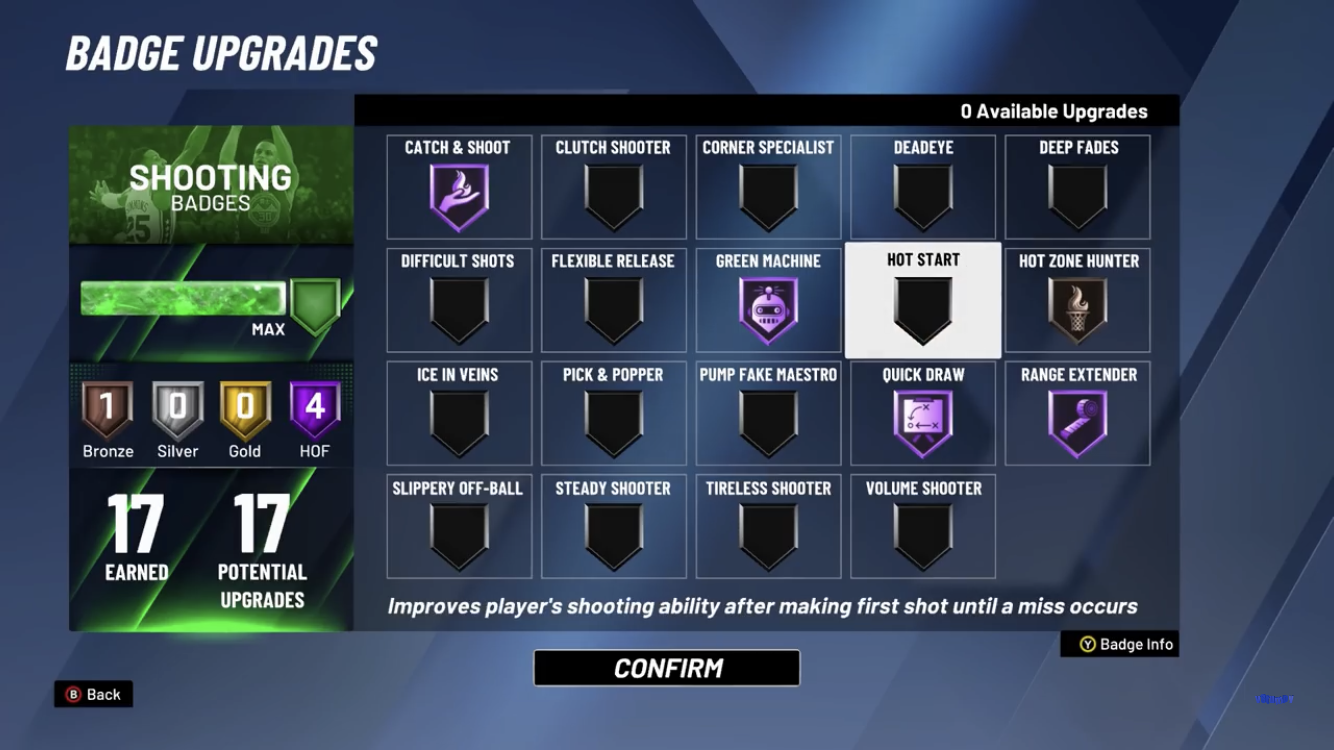 BADGE UPGRADES
0 Available Upgrades
SHOOTING
BADGES
25
MAX
1 0 0 4
Bronze Silver Gold HOF
17 17
EARNED POTENTIAL
UPGRADES
CATCH & SHOOT CLUTCH SHOOTER CORNER SPECIALIST DEADEYE DEEP FADES
DIFFICULT SHOTS FLEXIBLE RELEASE GREEN MACHINE HOT START HOT ZONE HUNTER
ICE IN VEINS PICK & POPPER PUMP FAKE MAESTRO QUICK DRAW RANGE EXTENDER
SLIPPERY OFF-BALL STEADY SHOOTER TIRELESS SHOOTER VOLUME SHOOTER
Improves player's shooting ability after making first shot until a miss occurs
Y Badge Info
CONFIRM
B Back